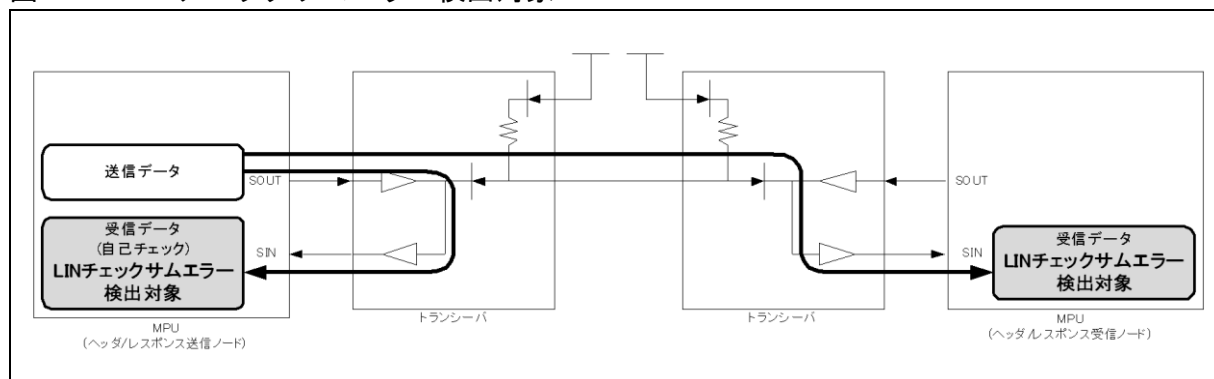 送信データ
SOUT
受信データ
(自己チェック)
LINチェックサムエラー
検出対象
SIN
MPU
(ヘッダ/レスポンス送信ノード)
トランシーバ
トランシーバ
SOUT
SIN
受信データ
LINチェックサムエラー
検出対象
MPU
(ヘッダ/レスポンス受信ノード)